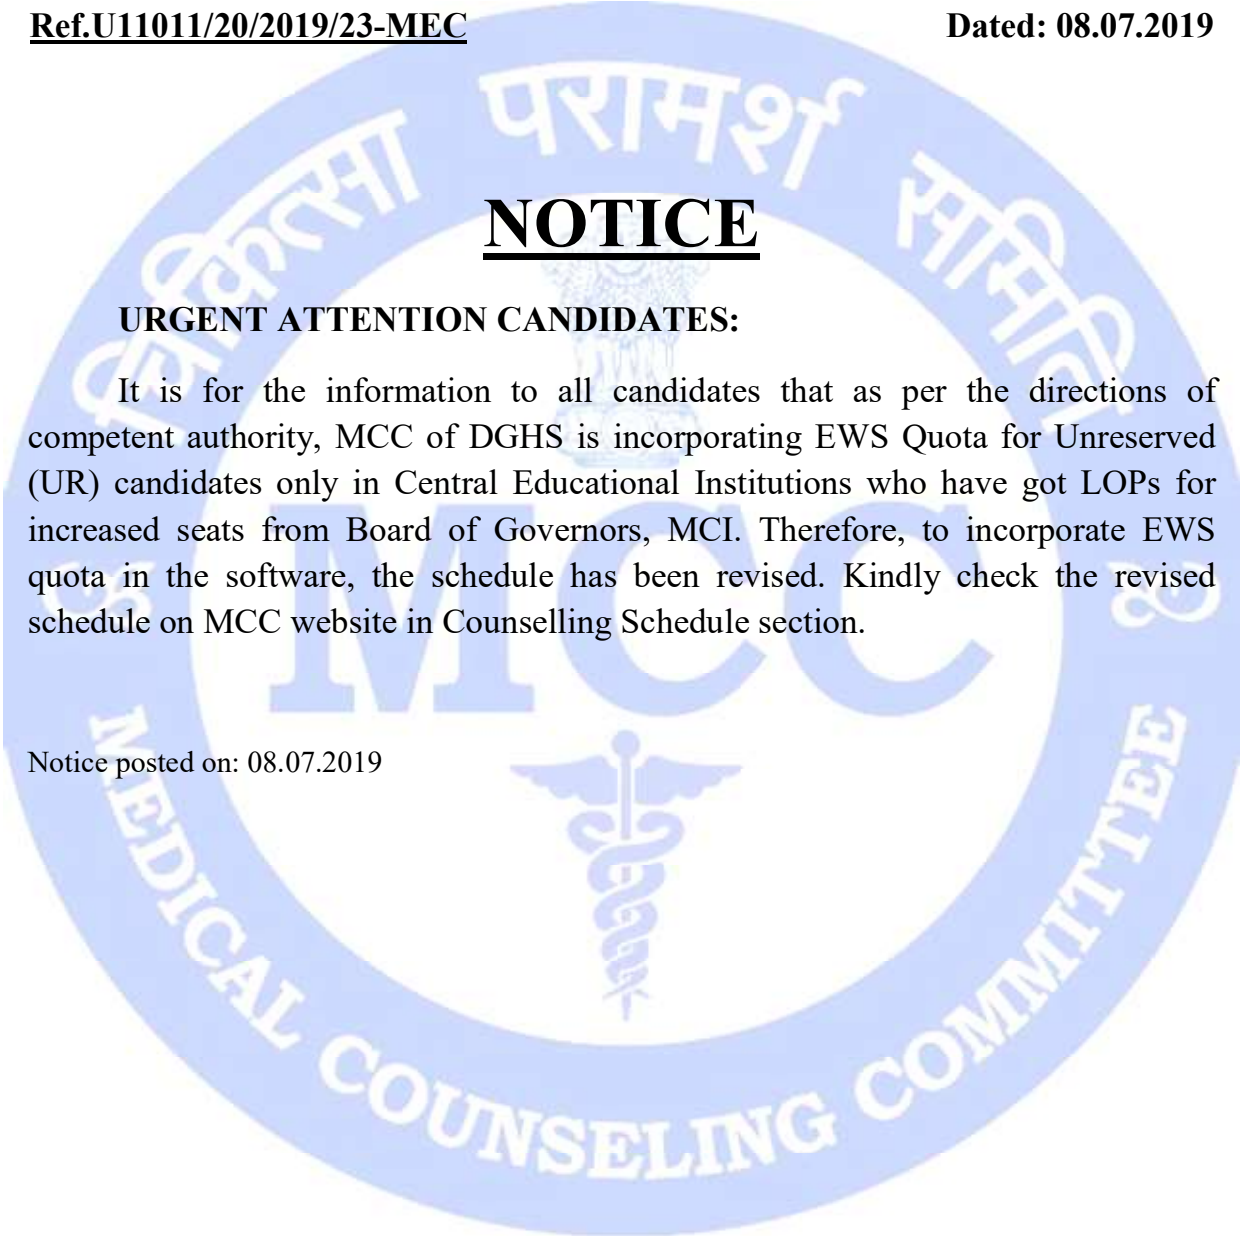 Ref.U11011/20/2019/23-MEC Dated: 08.07.2019
चिकित्सा परामर्श समिति
NOTICE
URGENT ATTENTION CANDIDATES:
It is for the information to all candidates that as per the directions of
competent authority, MCC of DGHS is incorporating EWS Quota for Unreserved
(UR) candidates only in Central Educational Institutions who have got LOPs for
increased seats from Board of Governors, MCI. Therefore, to incorporate EWS
quota in the software, the schedule has been revised. Kindly check the revised
schedule on MCC website in Counselling Schedule section.
MCC
Notice posted on: 08.07.2019
MEDICAL COUNSELING COMMITTEE